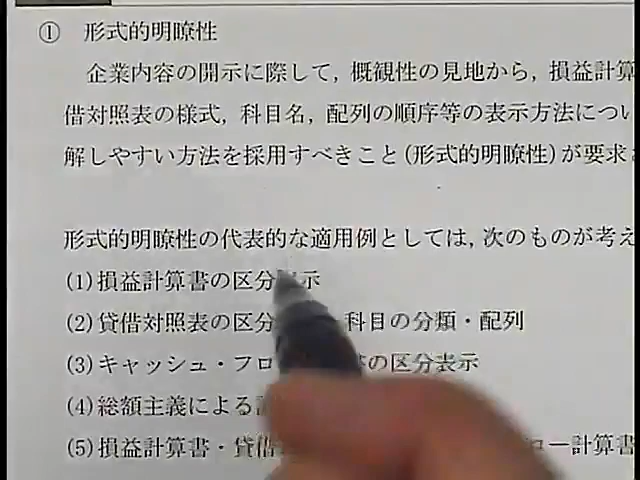 ① 形式的明瞭性
企業内容の開示に際して，概観性の見地から，損益計算
借対照表の様式，科目名，配列の順序等の表示方法につい
解しやすい方法を採用すべきこと（形式的明瞭性）が要求
形式的明瞭性の代表的な適用例としては，次のものが考え
(1) 損益計算書の区分表示
(2) 貸借対照表の区分 科目の分類・配列
(3) キャッシュ・フロ 書の区分表示
(4) 総額主義による
(5) 損益計算書・貸借 ロー計算書